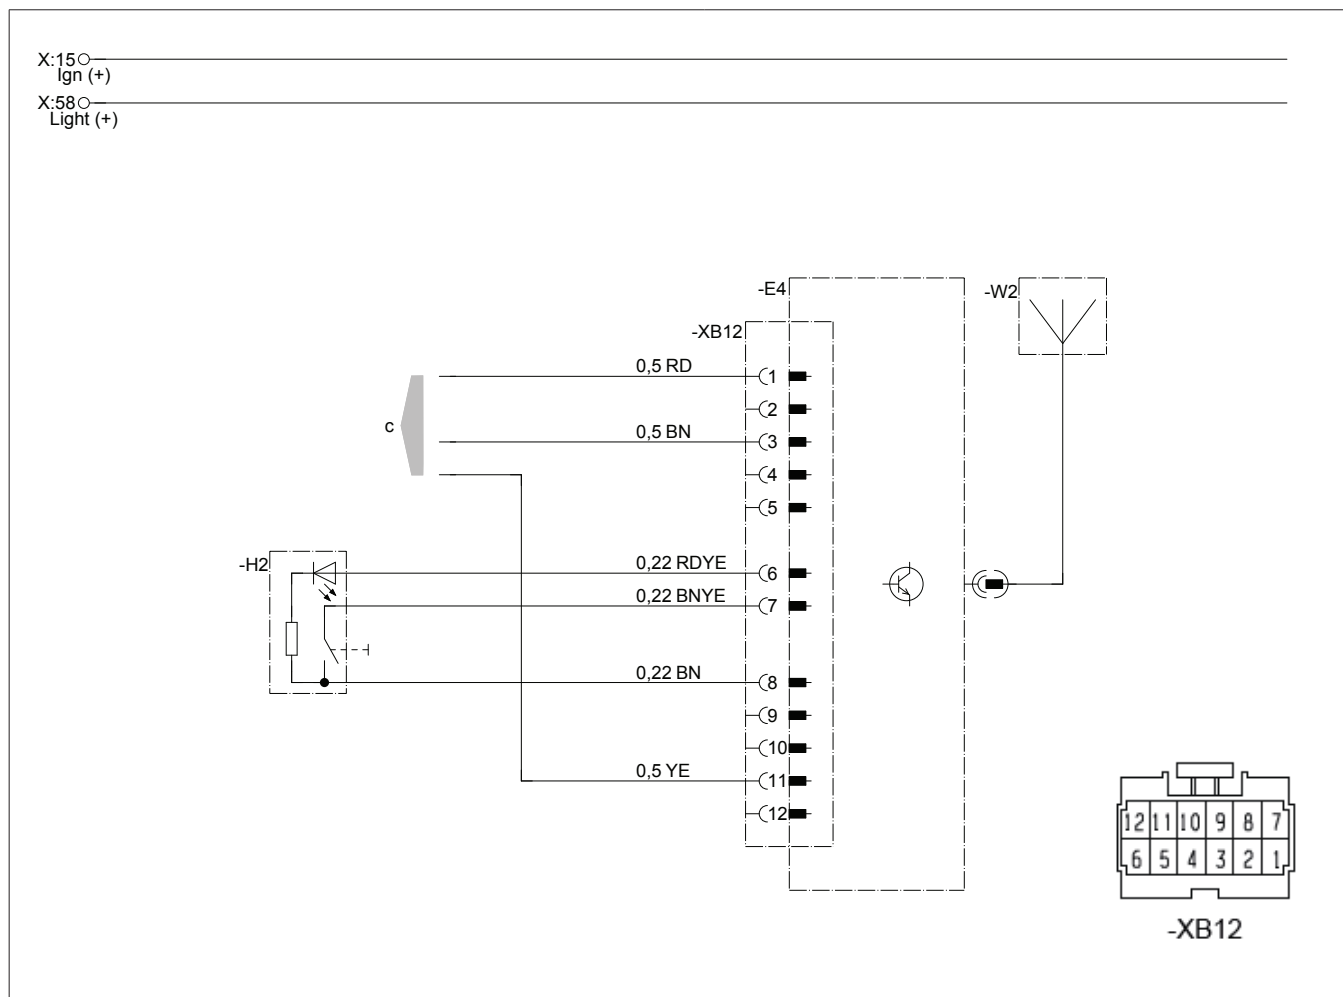 X:15
Ign (+)
X:58
Light (+)
-E4
-W2
-XB12
0,5 RD
1
2
c
0,5 BN
3
4
5
-H2
0,22 RDYE
6
0,22 BNYE
7
0,22 BN
8
9
10
0,5 YE
11
12
12 11 10 9 8 7
6 5 4 3 2 1
-XB12